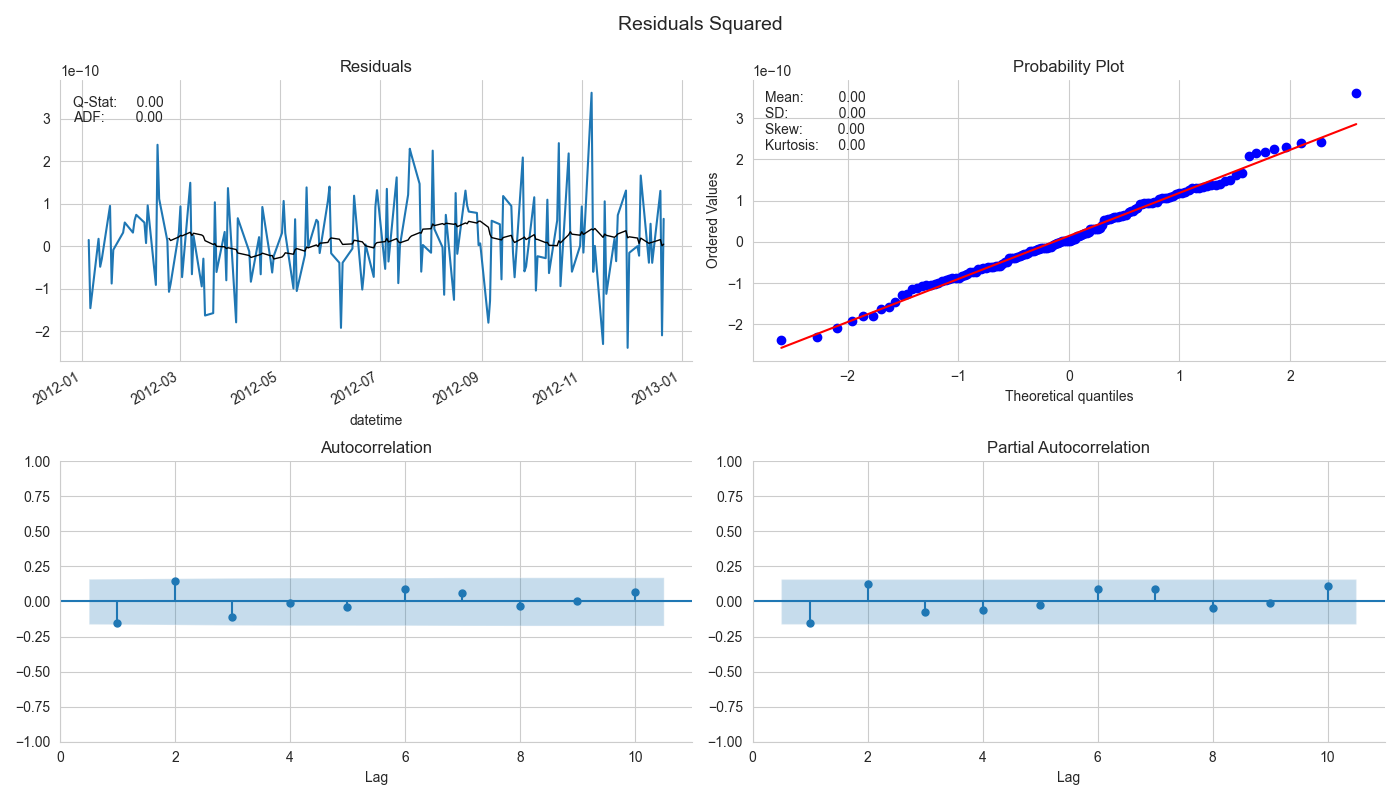 Residuals Squared
Residuals
1e−10
Q-Stat: 0.00
ADF: 0.00
3
2
1
0
−1
−2
2012-01 2012-03 2012-05 2012-07 2012-09 2012-11 2013-01
datetime
Probability Plot
1e−10
Mean: 0.00
SD: 0.00
Skew: 0.00
Kurtosis: 0.00
Ordered Values
3
2
1
0
−1
−2
−2 −1 0 1 2
Theoretical quantiles
Autocorrelation
1.00
0.75
0.50
0.25
0.00
−0.25
−0.50
−0.75
−1.00
0 2 4 6 8 10
Lag
Partial Autocorrelation
1.00
0.75
0.50
0.25
0.00
−0.25
−0.50
−0.75
−1.00
0 2 4 6 8 10
Lag